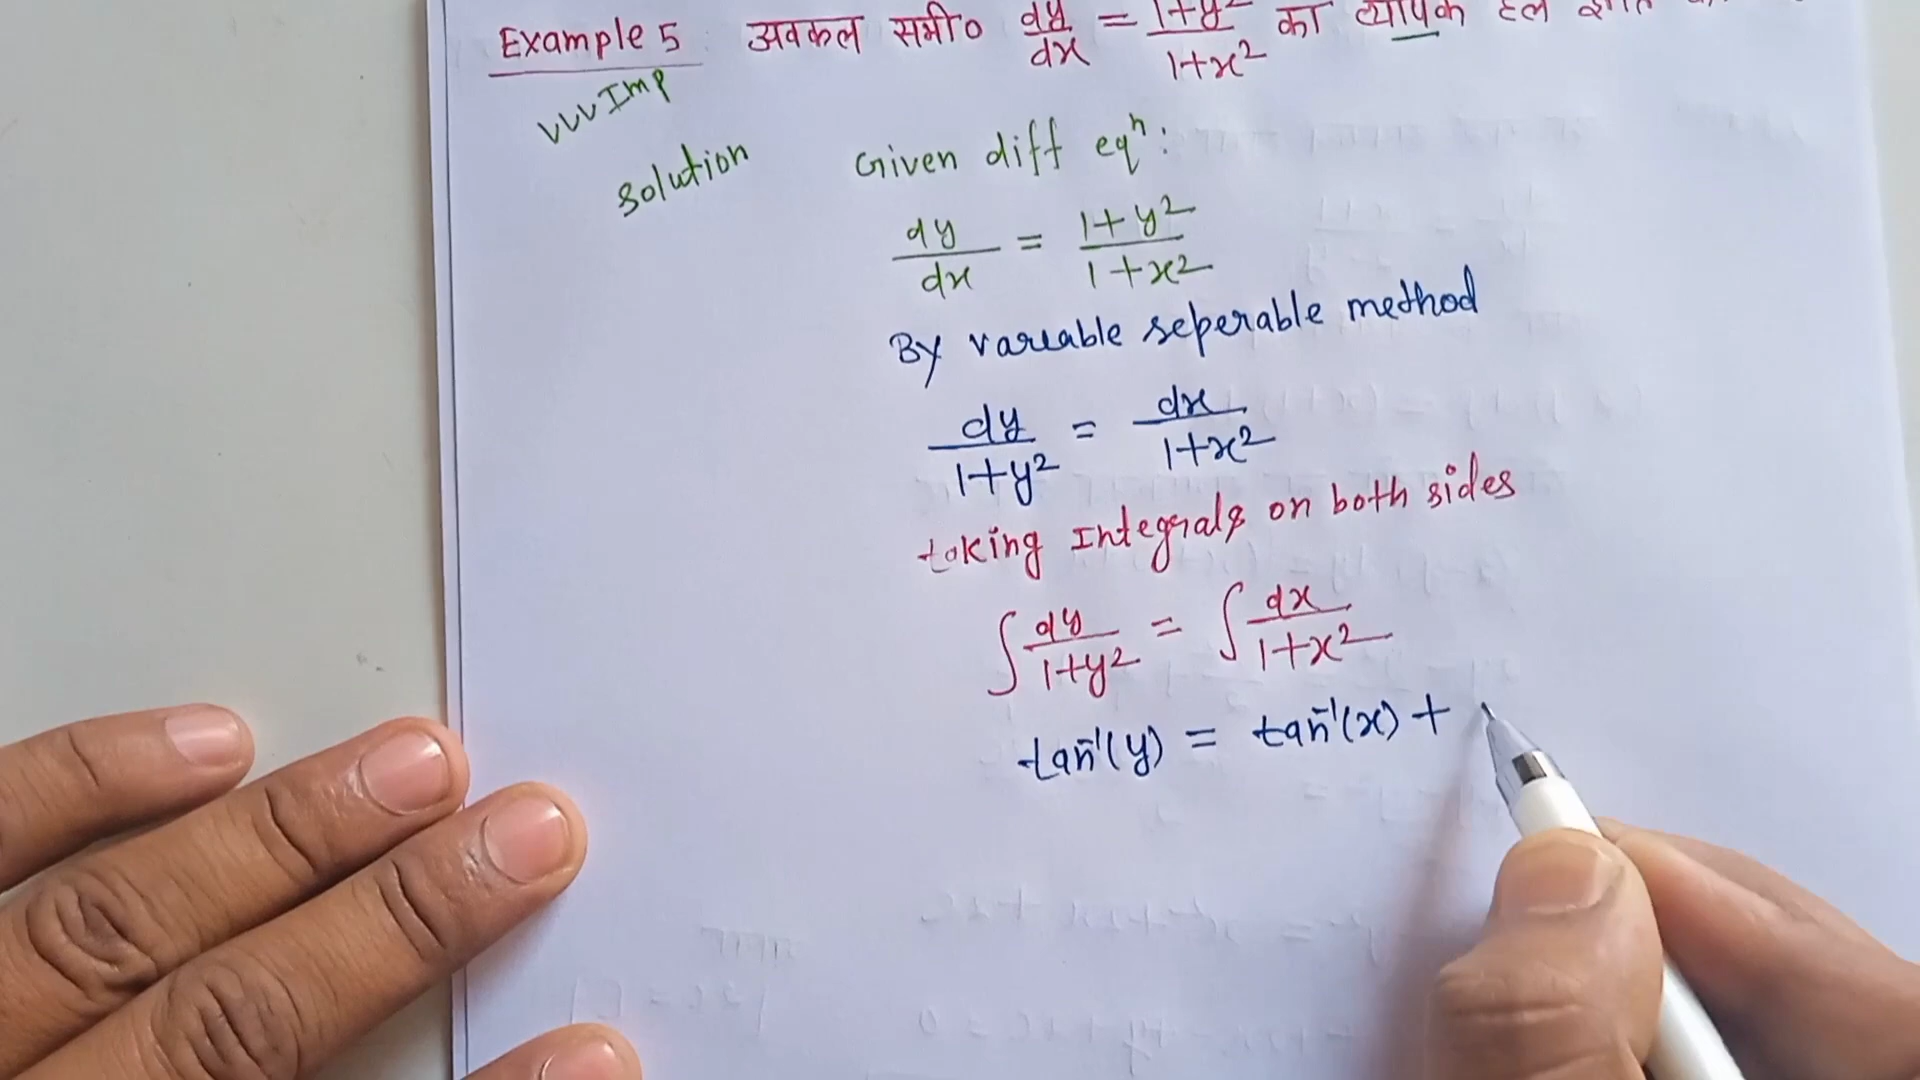 Example 5 : अवकल समी० dy/dx = 1+y²/1+x² का व्यापक हल
VVVImp
Solution
Given diff eqⁿ:
dy/dx = 1+y²/1+x²
By variable seperable method
dy/1+y² = dx/1+x²
taking Integrals on both sides
∫ dy/1+y² = ∫ dx/1+x²
tan⁻¹(y) = tan⁻¹(x) +